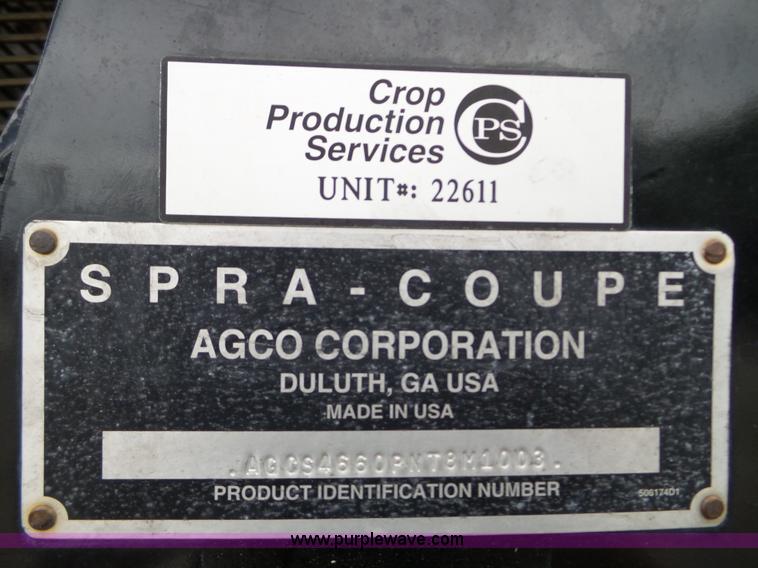 Crop
Production
Services
CPS
UNIT#: 22611
SPRA-COUPE
AGCO CORPORATION
DULUTH, GA USA
MADE IN USA
.AGCS4660PNT8M1003.
PRODUCT IDENTIFICATION NUMBER
506174D1
www.purplewave.com